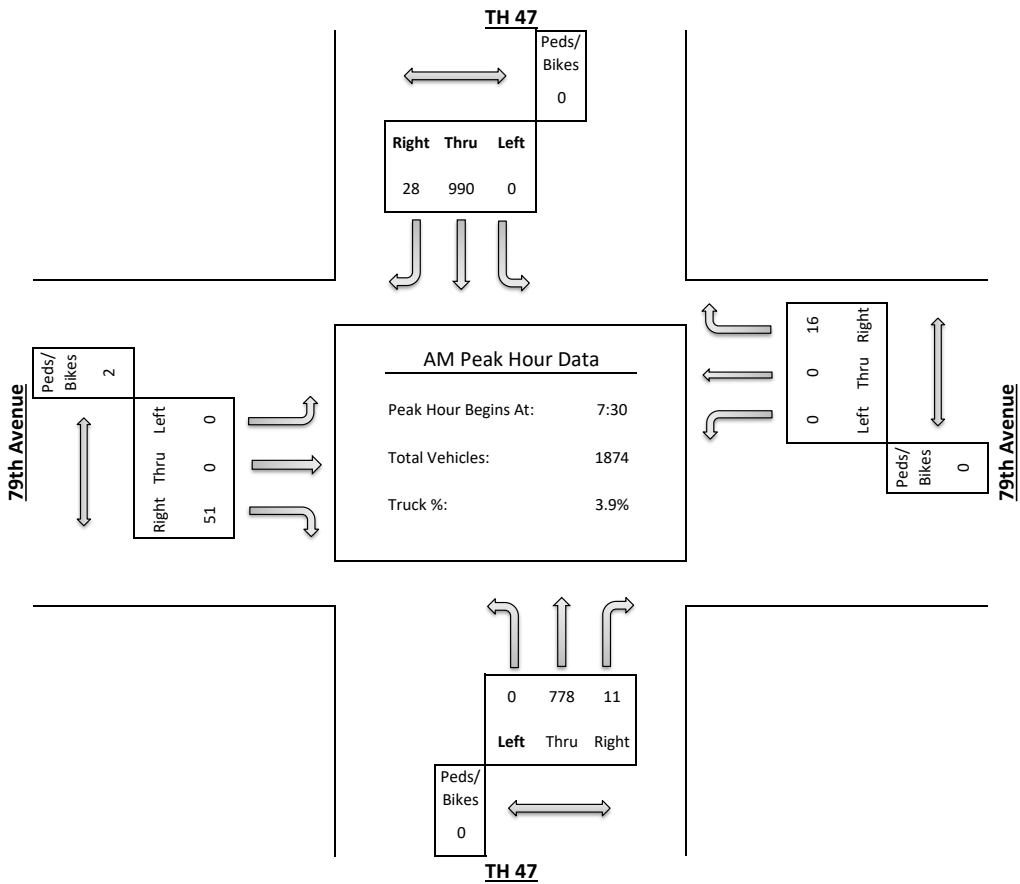 TH 47
Peds/
Bikes
0
Right Thru Left
28 990 0
79th Avenue
Peds/
Bikes
2
Right Thru Left
51 0 0
AM Peak Hour Data
Peak Hour Begins At: 7:30
Total Vehicles: 1874
Truck %: 3.9%
16 Right
0 Thru
0 Left
Peds/
Bikes
0
79th Avenue
0 778 11
Left Thru Right
Peds/
Bikes
0
TH 47